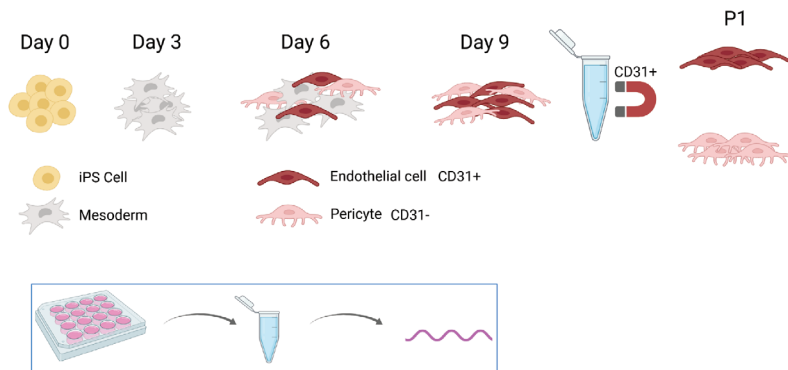 Day 0
Day 3
Day 6
Day 9
P1
CD31+
iPS Cell
Mesoderm
Endothelial cell CD31+
Pericyte CD31-